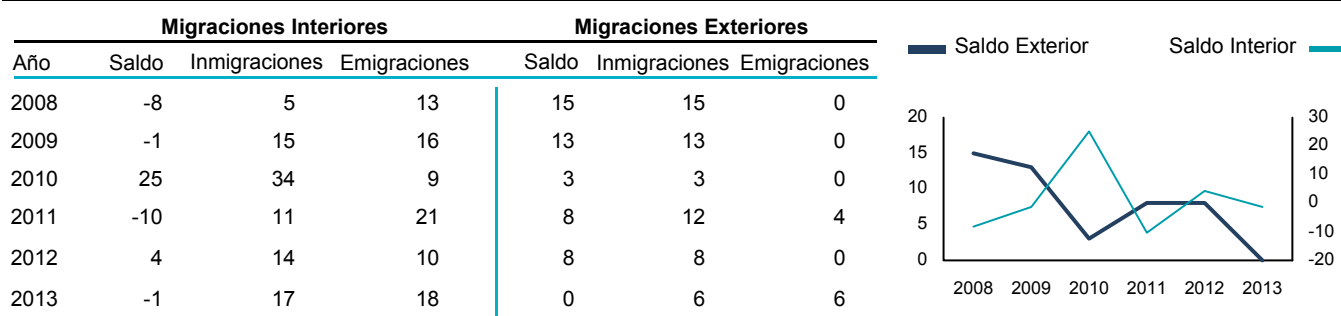 Migraciones Interiores Migraciones Exteriores
Año Saldo Inmigraciones Emigraciones Saldo Inmigraciones Emigraciones
2008 -8 5 13 15 15 0
2009 -1 15 16 13 13 0
2010 25 34 9 3 3 0
2011 -10 11 21 8 12 4
2012 4 14 10 8 8 0
2013 -1 17 18 0 6 6
Saldo Exterior Saldo Interior
20 30
15 20
10 10
5 0
0 -10
-20
2008 2009 2010 2011 2012 2013